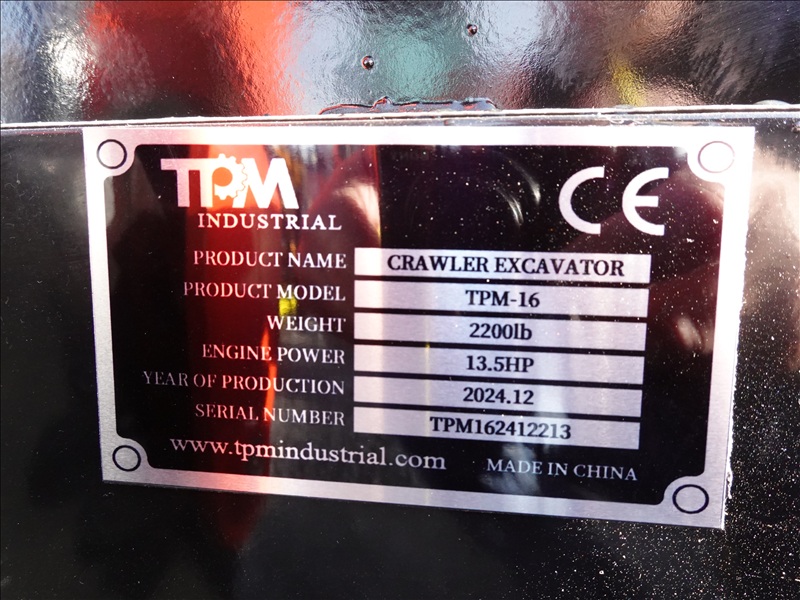 TPM
INDUSTRIAL
CE
PRODUCT NAME CRAWLER EXCAVATOR
PRODUCT MODEL TPM-16
WEIGHT 2200lb
ENGINE POWER 13.5HP
YEAR OF PRODUCTION 2024.12
SERIAL NUMBER TPM162412213
www.tpmindustrial.com MADE IN CHINA